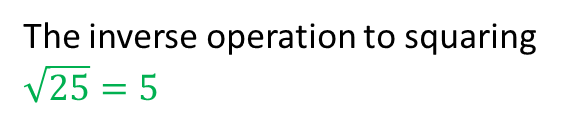 The inverse operation to squaring
√25 = 5